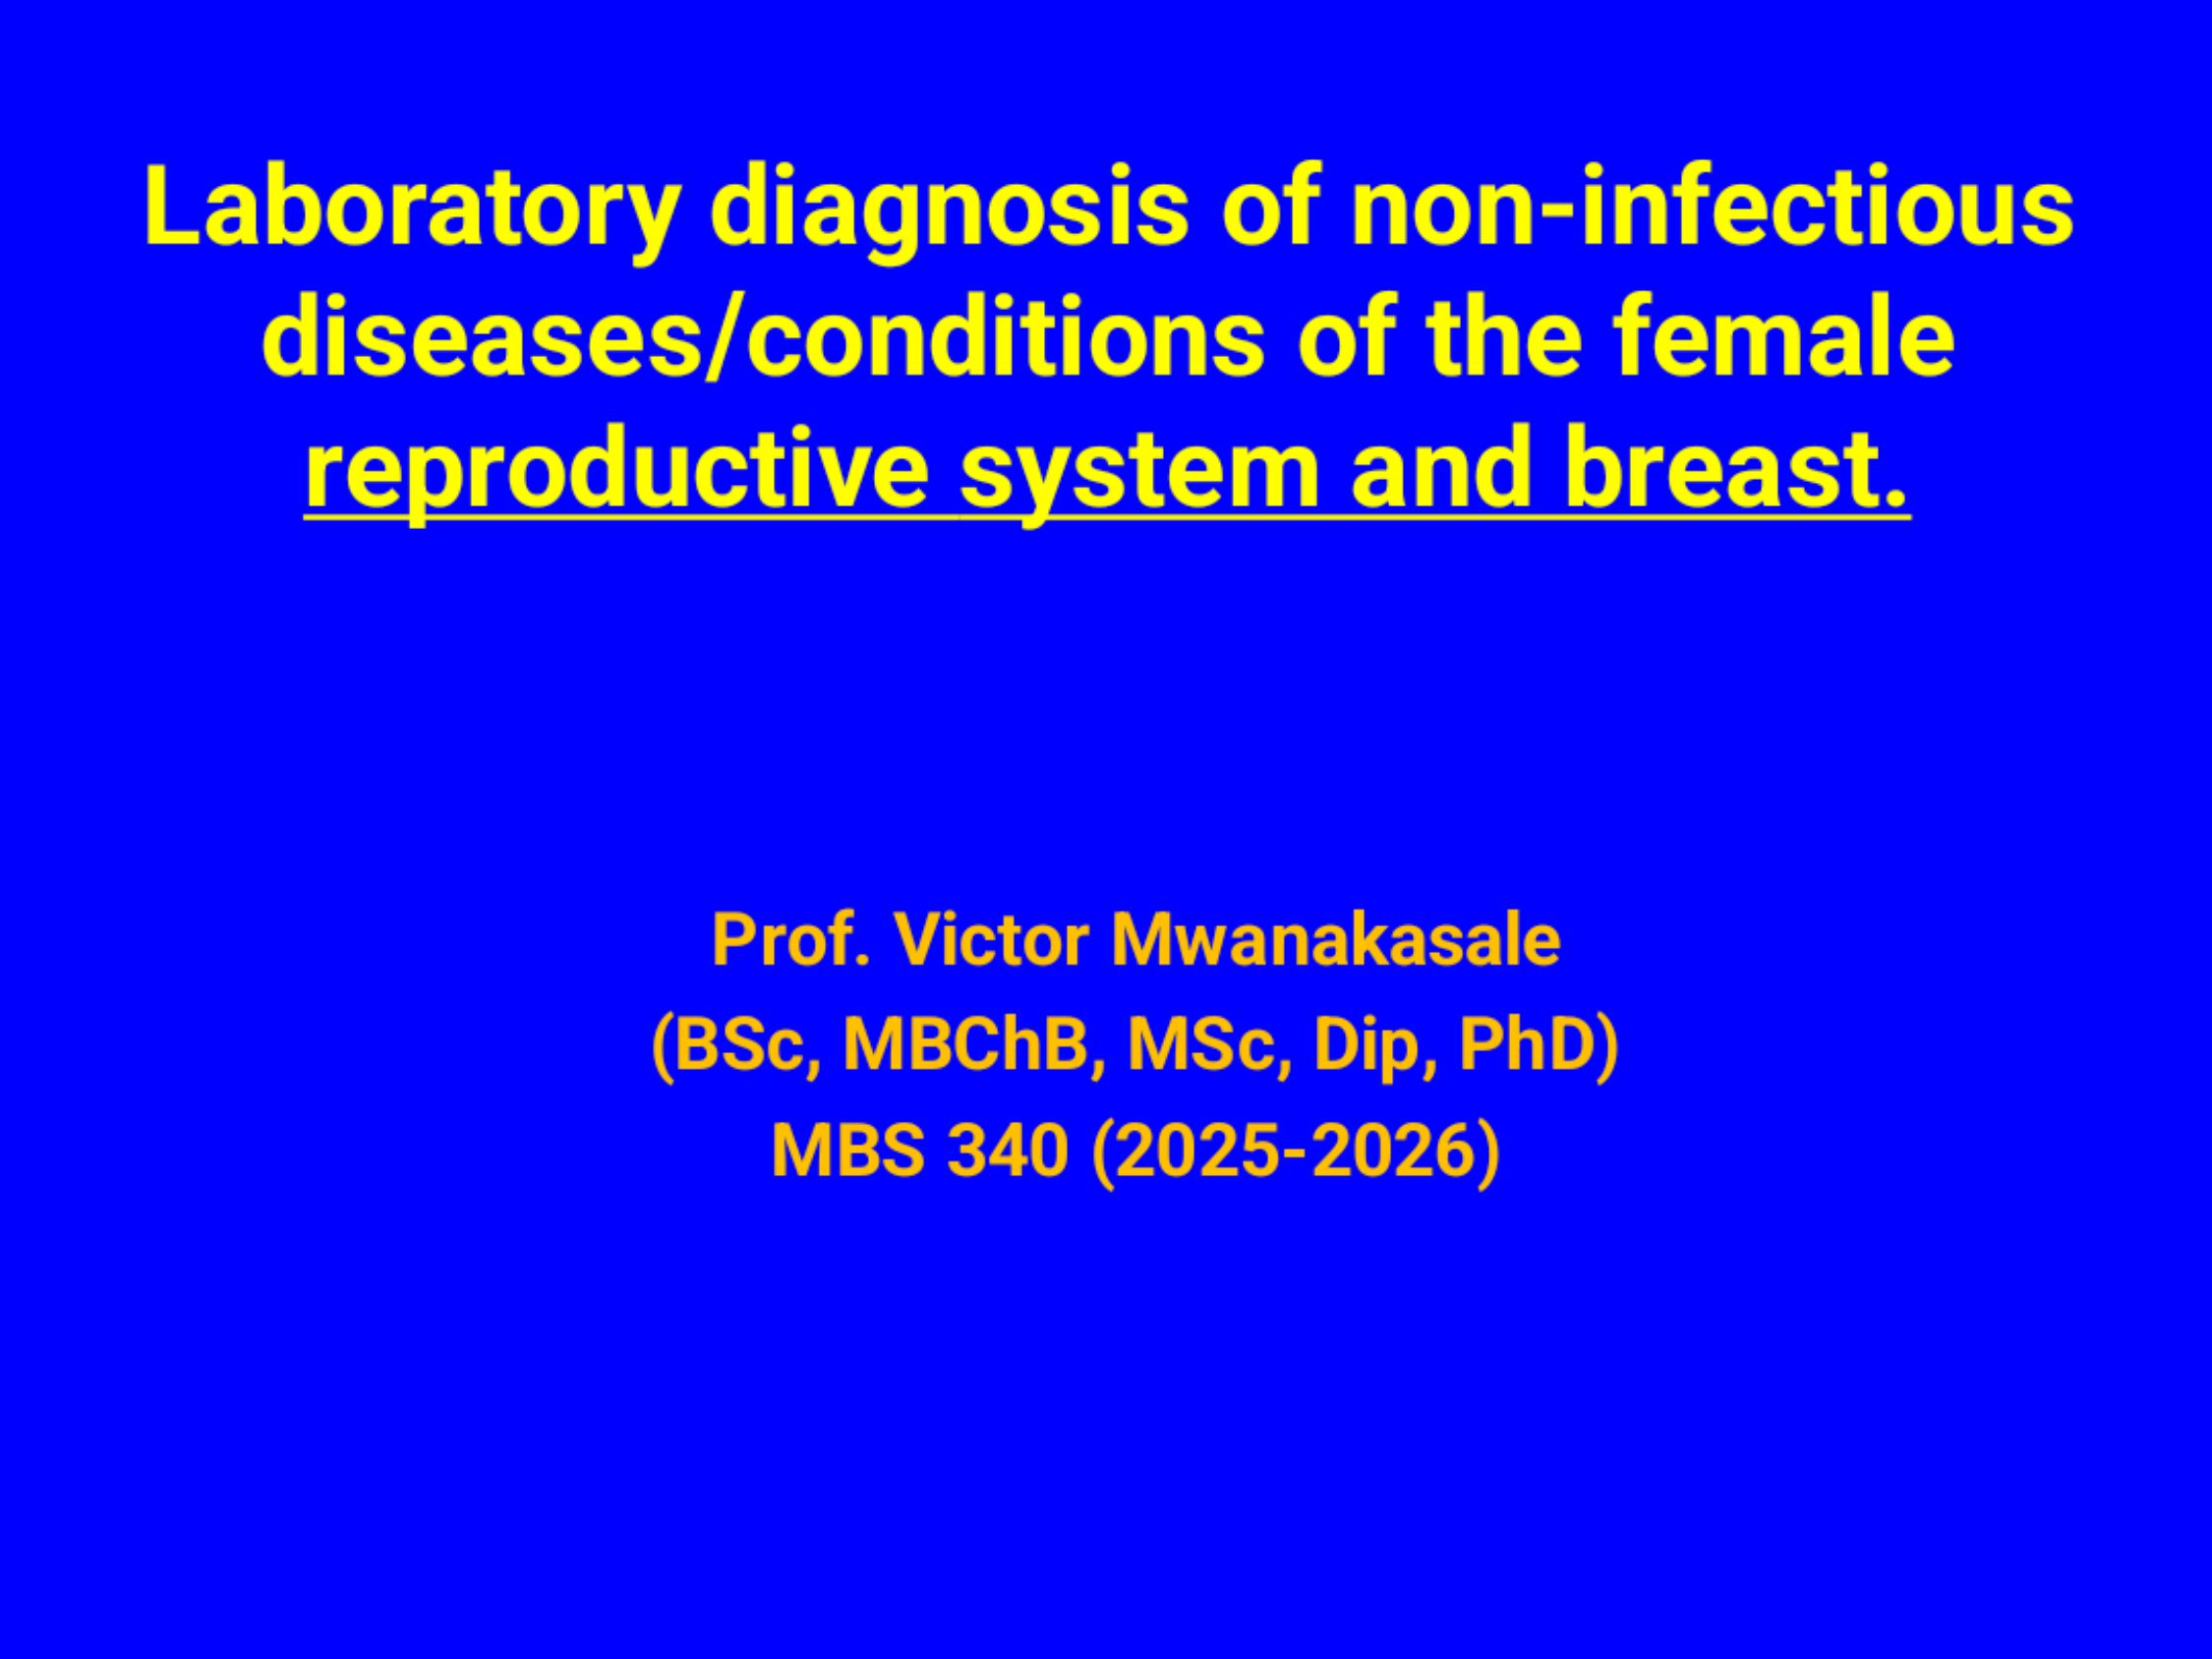 Laboratory diagnosis of non-infectious
diseases/conditions of the female
reproductive system and breast.
Prof. Victor Mwanakasale
(BSc, MBChB, MSc, Dip, PhD)
MBS 340 (2025-2026)